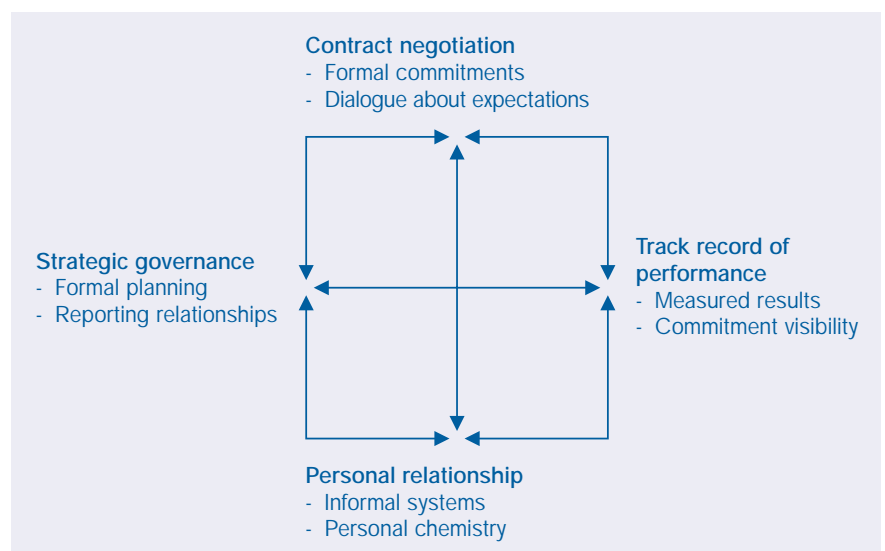 Contract negotiation
- Formal commitments
- Dialogue about expectations
Strategic governance
- Formal planning
- Reporting relationships
Track record of
performance
- Measured results
- Commitment visibility
Personal relationship
- Informal systems
- Personal chemistry